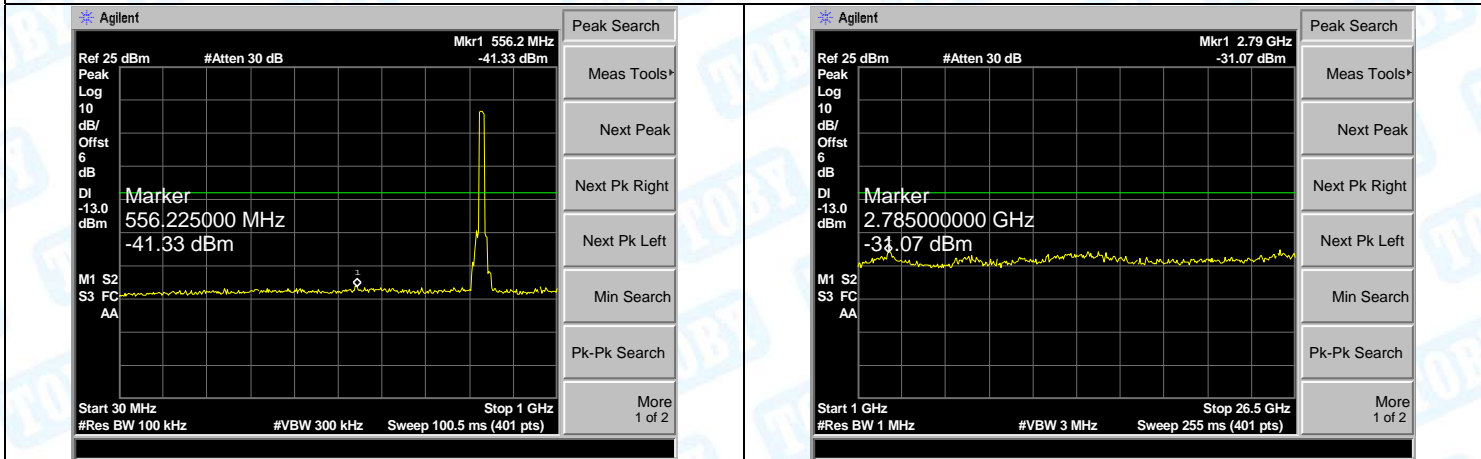 Agilent
Peak Search
Mkr1 556.2 MHz
Ref 25 dBm #Atten 30 dB -41.33 dBm
Peak
Log
10
dB/
Offst
6
dB
DI
-13.0
dBm
Marker
556.225000 MHz
-41.33 dBm
1
M1 S2
S3 FC
AA
Start 30 MHz Stop 1 GHz
#Res BW 100 kHz #VBW 300 kHz Sweep 100.5 ms (401 pts)
Meas Tools
Next Peak
Next Pk Right
Next Pk Left
Min Search
Pk-Pk Search
More
1 of 2
Agilent
Peak Search
Mkr1 2.79 GHz
Ref 25 dBm #Atten 30 dB -31.07 dBm
Peak
Log
10
dB/
Offst
6
dB
DI
-13.0
dBm
Marker
2.785000000 GHz
-31.07 dBm
M1 S2
S3 FC
AA
Start 1 GHz Stop 26.5 GHz
#Res BW 1 MHz #VBW 3 MHz Sweep 255 ms (401 pts)
Meas Tools
Next Peak
Next Pk Right
Next Pk Left
Min Search
Pk-Pk Search
More
1 of 2
TOBY
TOBY
TOBY
TOBY